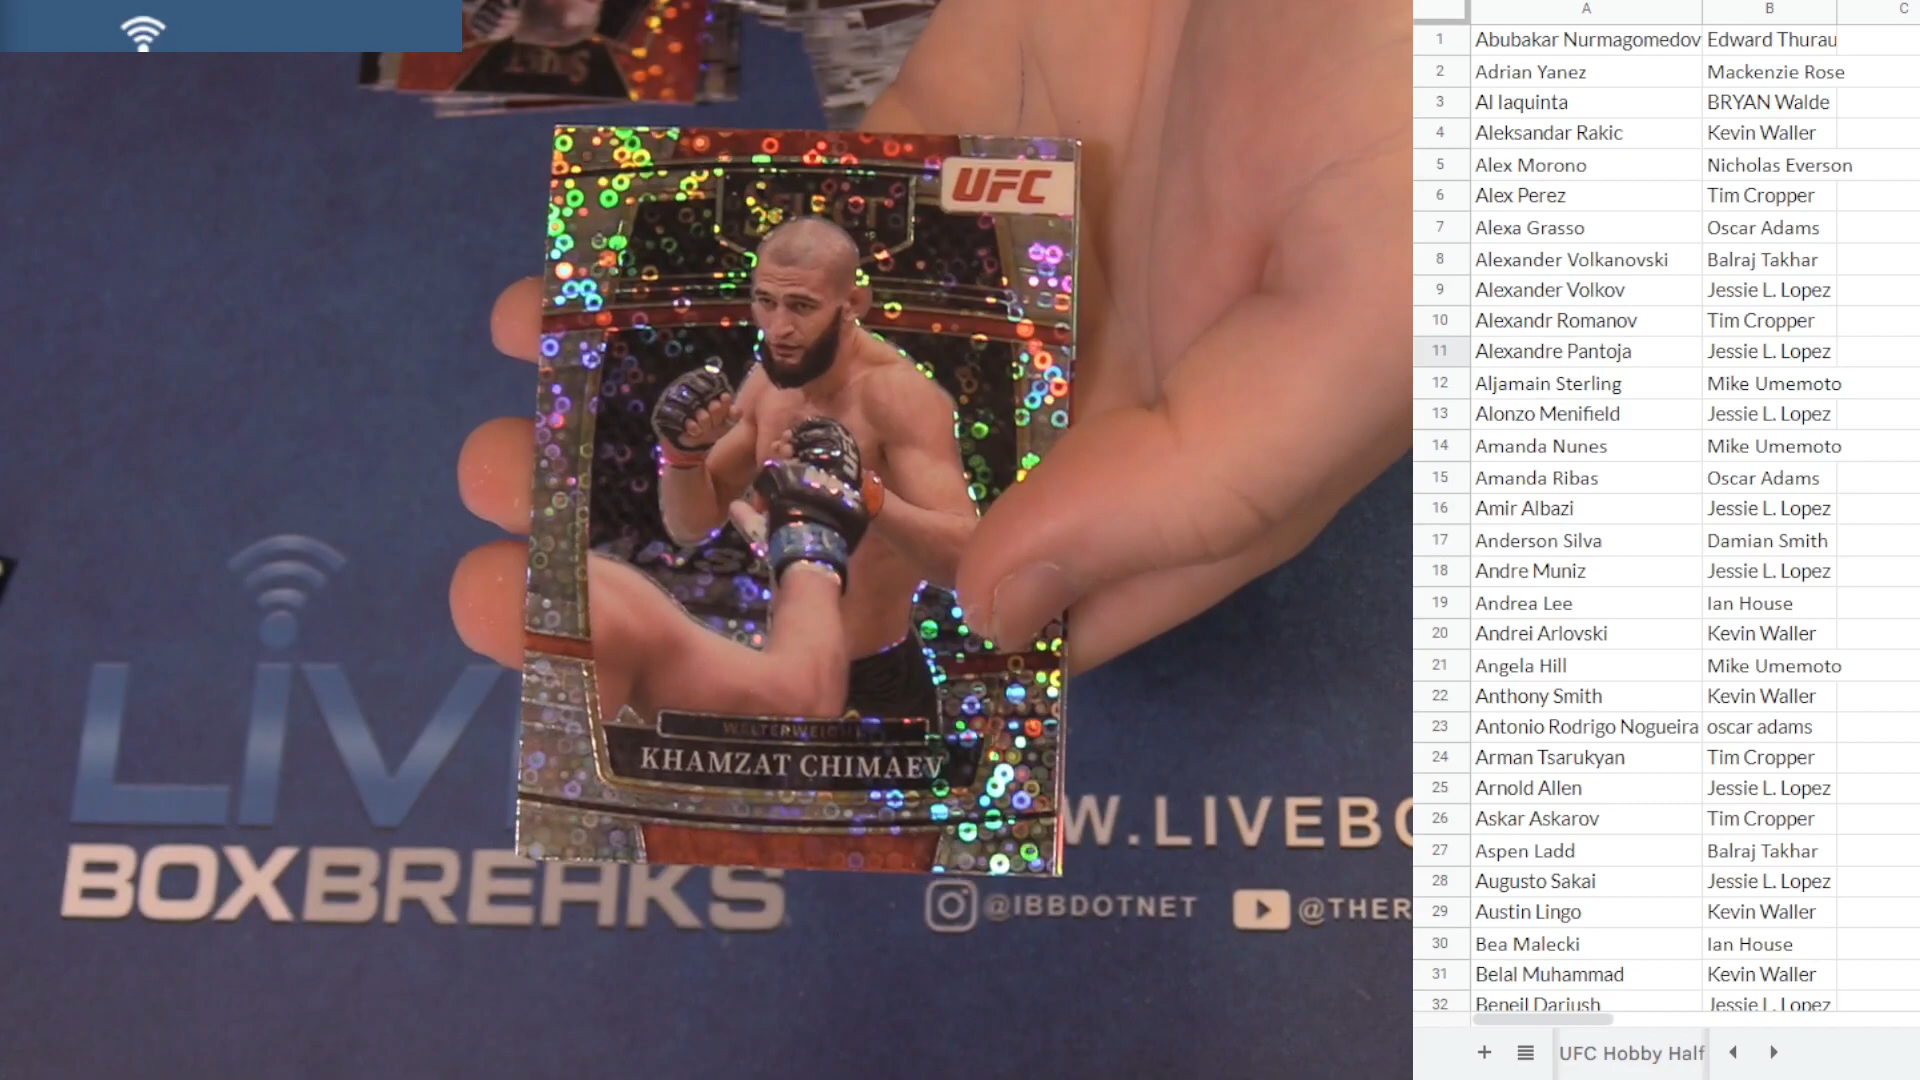 UFC
WELTERWEIGHT
KHAMZAT CHIMAEV
LIV
BOXBREAKS
W.LIVEBO
@IBBDOTNET
@THER
A B C
1 Abubakar Nurmagomedov Edward Thurau
2 Adrian Yanez Mackenzie Rose
3 Al Iaquinta BRYAN Walde
4 Aleksandar Rakic Kevin Waller
5 Alex Morono Nicholas Everson
6 Alex Perez Tim Cropper
7 Alexa Grasso Oscar Adams
8 Alexander Volkanovski Balraj Takhar
9 Alexander Volkov Jessie L. Lopez
10 Alexandr Romanov Tim Cropper
11 Alexandre Pantoja Jessie L. Lopez
12 Aljamain Sterling Mike Umemoto
13 Alonzo Menifield Jessie L. Lopez
14 Amanda Nunes Mike Umemoto
15 Amanda Ribas Oscar Adams
16 Amir Albazi Jessie L. Lopez
17 Anderson Silva Damian Smith
18 Andre Muniz Jessie L. Lopez
19 Andrea Lee Ian House
20 Andrei Arlovski Kevin Waller
21 Angela Hill Mike Umemoto
22 Anthony Smith Kevin Waller
23 Antonio Rodrigo Nogueira oscar adams
24 Arman Tsarukyan Tim Cropper
25 Arnold Allen Jessie L. Lopez
26 Askar Askarov Tim Cropper
27 Aspen Ladd Balraj Takhar
28 Augusto Sakai Jessie L. Lopez
29 Austin Lingo Kevin Waller
30 Bea Malecki Ian House
31 Belal Muhammad Kevin Waller
32 Beneil Dariush Jessie L. Lopez
UFC Hobby Half